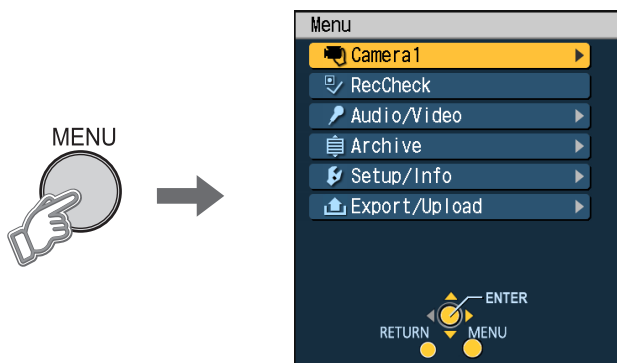 MENU
Menu
Camera1
RecCheck
Audio/Video
Archive
Setup/Info
Export/Upload
ENTER
RETURN
MENU